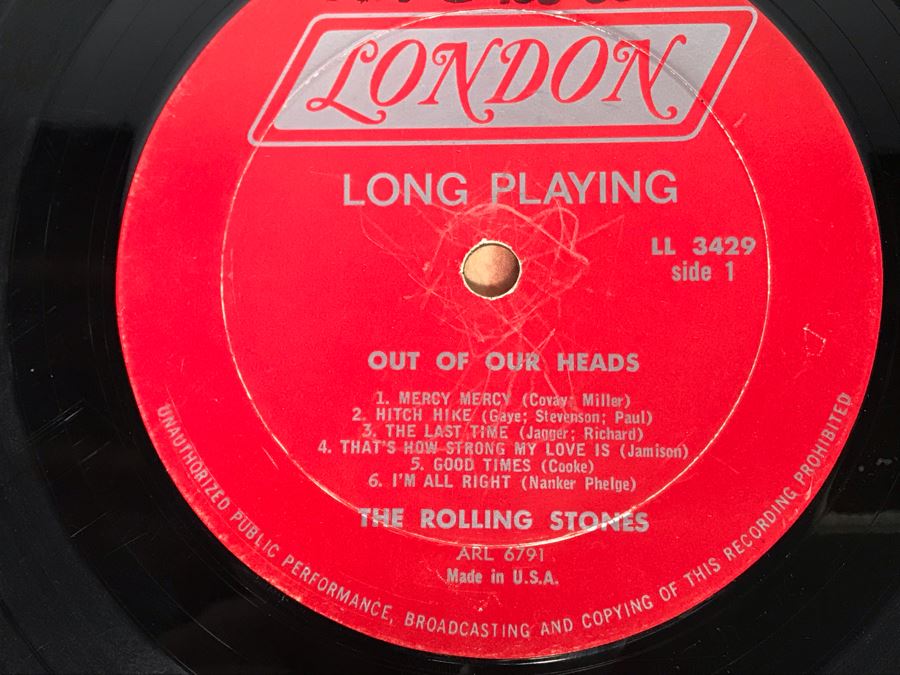 LONDON
LONG PLAYING
LL 3429
side 1
OUT OF OUR HEADS
1. MERCY MERCY (Covay; Miller)
2. HITCH HIKE (Gaye; Stevenson; Paul)
3. THE LAST TIME (Jagger; Richard)
4. THAT'S HOW STRONG MY LOVE IS (Jamison)
5. GOOD TIMES (Cooke)
6. I'M ALL RIGHT (Nanker Phelge)
THE ROLLING STONES
ARL 6791
Made in U.S.A.
UNAUTHORIZED PUBLIC PERFORMANCE, BROADCASTING AND COPYING OF THIS RECORDING PROHIBITED